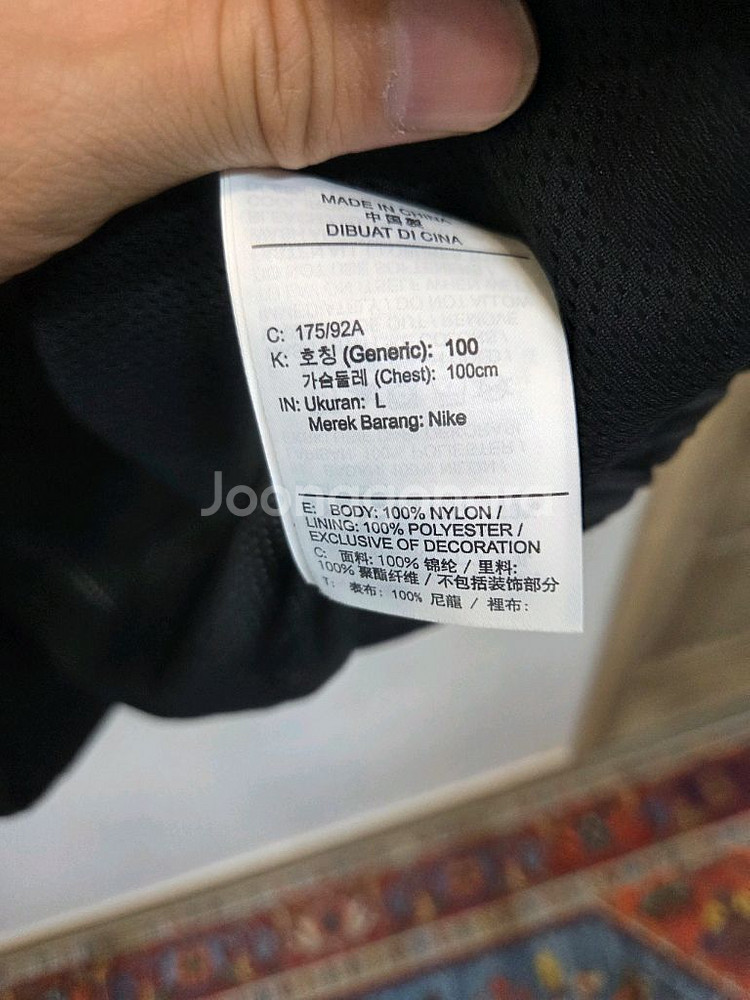 MADE IN CHINA
中国製
DIBUAT DI CINA
C: 175/92A
K: 호칭 (Generic): 100
가슴둘레 (Chest): 100cm
IN: Ukuran: L
Merek Barang: Nike
Joonggonara
E: BODY: 100% NYLON /
LINING: 100% POLYESTER /
EXCLUSIVE OF DECORATION
C: 面料: 100% 锦纶 / 里料:
100% 聚酯纤维 / 不包括装饰部分
T: 表布: 100% 尼龍 / 裡布: